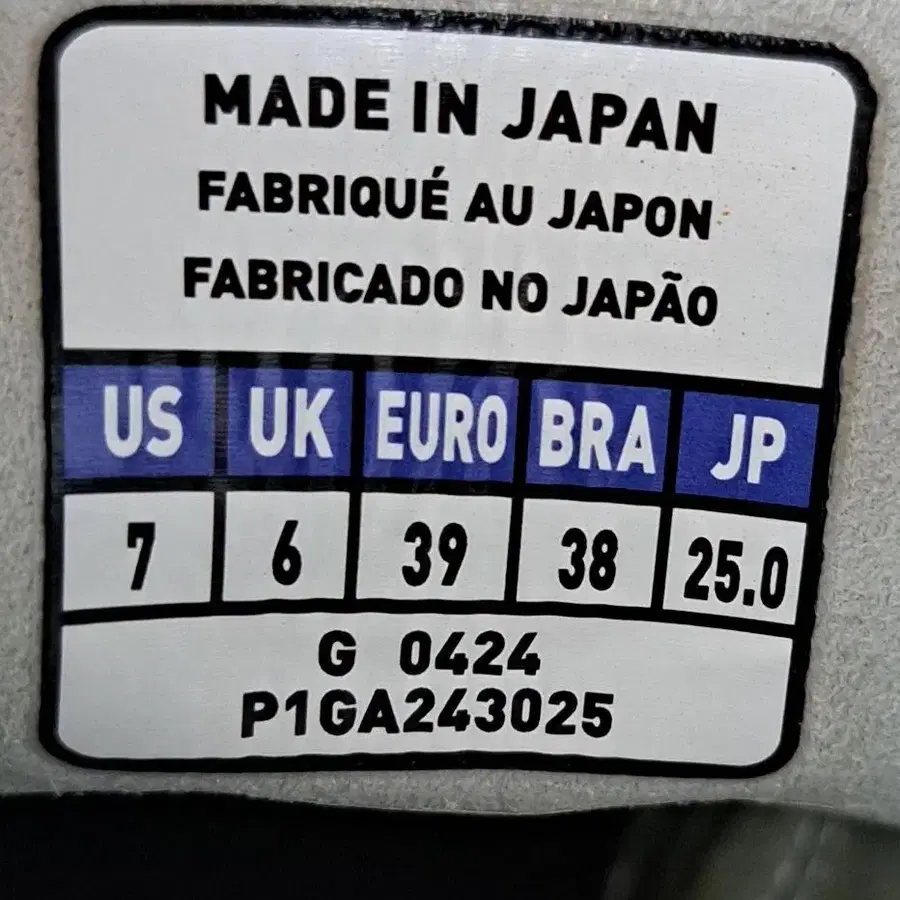 MADE IN JAPAN
FABRIQUÉ AU JAPON
FABRICADO NO JAPÃO
US UK EURO BRA JP
7 6 39 38 25.0
G 0424
P1GA243025